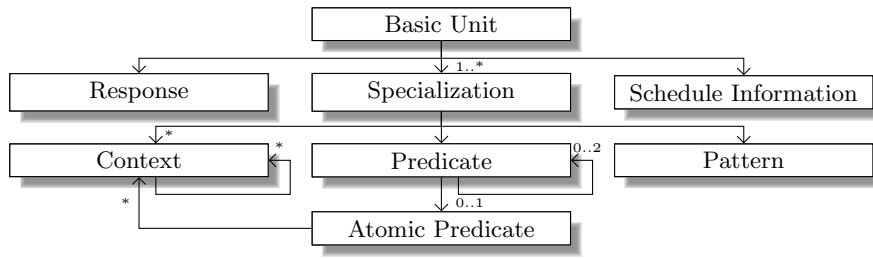 Basic Unit
1..*
Response
Specialization
Schedule Information
*
*
0..2
Context
Predicate
Pattern
*
0..1
Atomic Predicate